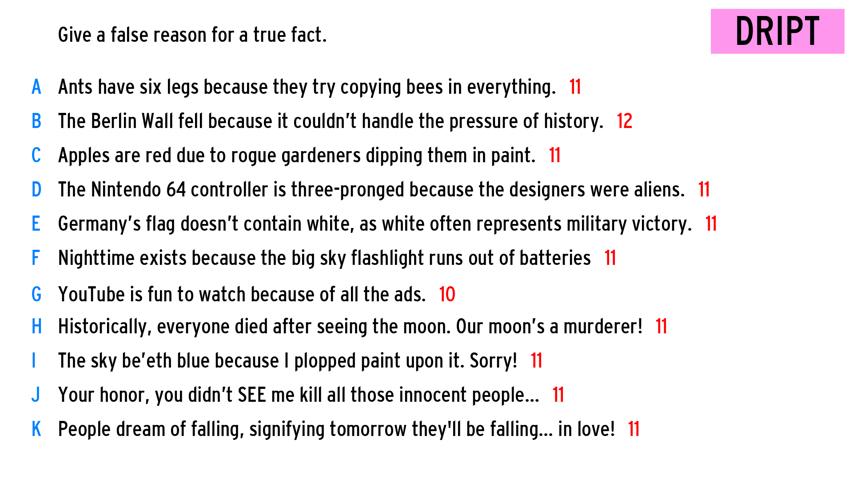 Give a false reason for a true fact.
DRIPT
A Ants have six legs because they try copying bees in everything. 11
B The Berlin Wall fell because it couldn't handle the pressure of history. 12
C Apples are red due to rogue gardeners dipping them in paint. 11
D The Nintendo 64 controller is three-pronged because the designers were aliens. 11
E Germany's flag doesn't contain white, as white often represents military victory. 11
F Nighttime exists because the big sky flashlight runs out of batteries 11
G YouTube is fun to watch because of all the ads. 10
H Historically, everyone died after seeing the moon. Our moon's a murderer! 11
I The sky be'eth blue because I plopped paint upon it. Sorry! 11
J Your honor, you didn't SEE me kill all those innocent people... 11
K People dream of falling, signifying tomorrow they'll be falling... in love! 11